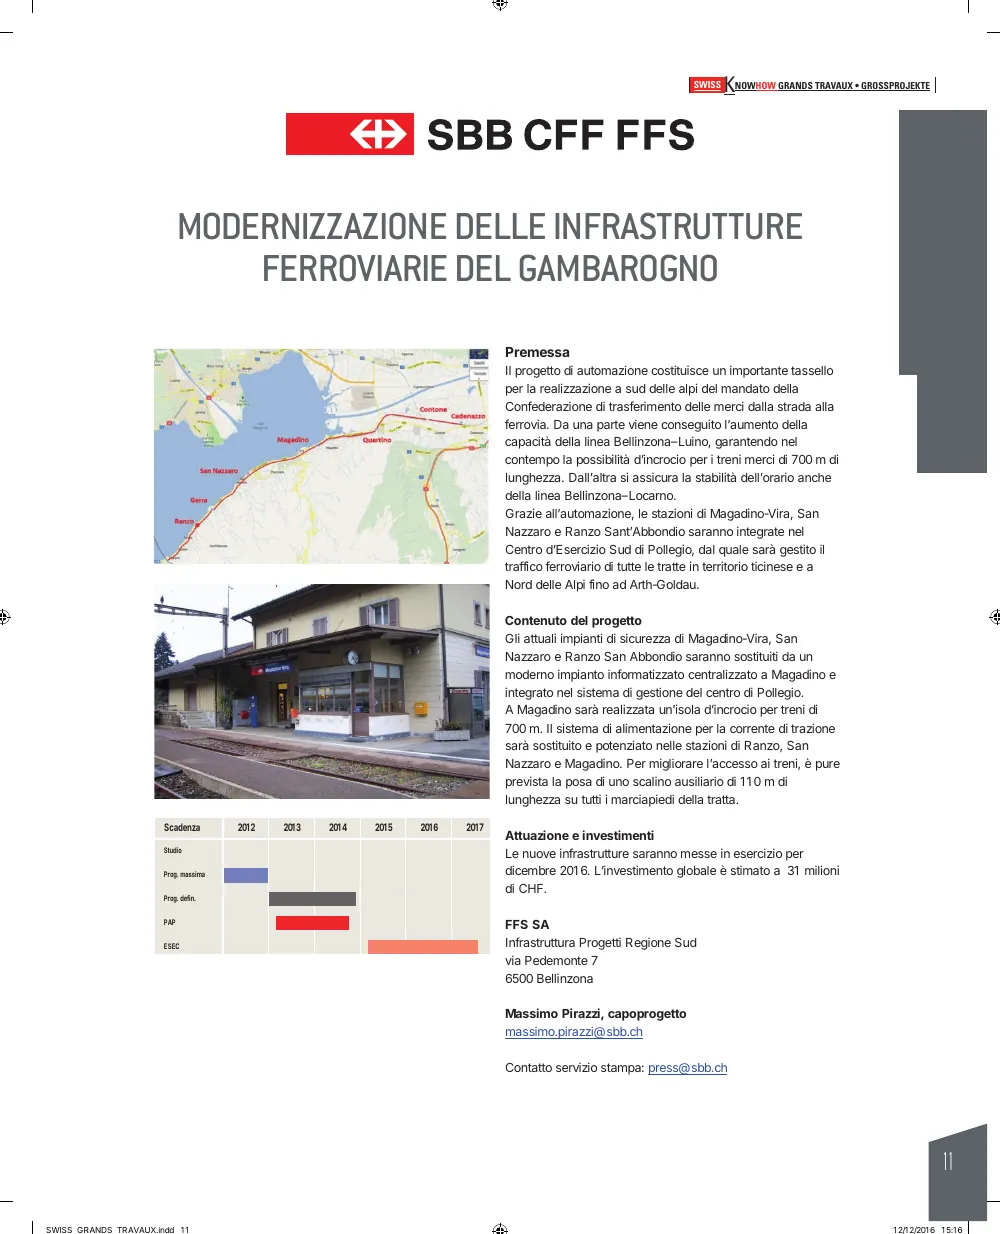 SWISS KNOWHOW GRANDS TRAVAUX • GROSSPROJEKTE
SBB CFF FFS
MODERNIZZAZIONE DELLE INFRASTRUTTURE
FERROVIARIE DEL GAMBAROGNO
Contone
Cadenazzo
Magadino
Quartino
San Nazzaro
Gerra
Ranzo
Magadino-Vira
Scadenza 2012 2013 2014 2015 2016 2017
Studio
Prog. massima
Prog. defin.
PAP
ESEC
Premessa
Il progetto di automazione costituisce un importante tassello
per la realizzazione a sud delle alpi del mandato della
Confederazione di trasferimento delle merci dalla strada alla
ferrovia. Da una parte viene conseguito l’aumento della
capacità della linea Bellinzona–Luino, garantendo nel
contempo la possibilità d’incrocio per i treni merci di 700 m di
lunghezza. Dall’altra si assicura la stabilità dell’orario anche
della linea Bellinzona–Locarno.
Grazie all’automazione, le stazioni di Magadino-Vira, San
Nazzaro e Ranzo Sant’Abbondio saranno integrate nel
Centro d’Esercizio Sud di Pollegio, dal quale sarà gestito il
traffico ferroviario di tutte le tratte in territorio ticinese e a
Nord delle Alpi fino ad Arth-Goldau.
Contenuto del progetto
Gli attuali impianti di sicurezza di Magadino-Vira, San
Nazzaro e Ranzo San Abbondio saranno sostituiti da un
moderno impianto informatizzato centralizzato a Magadino e
integrato nel sistema di gestione del centro di Pollegio.
A Magadino sarà realizzata un’isola d’incrocio per treni di
700 m. Il sistema di alimentazione per la corrente di trazione
sarà sostituito e potenziato nelle stazioni di Ranzo, San
Nazzaro e Magadino. Per migliorare l’accesso ai treni, è pure
prevista la posa di uno scalino ausiliario di 110 m di
lunghezza su tutti i marciapiedi della tratta.
Attuazione e investimenti
Le nuove infrastrutture saranno messe in esercizio per
dicembre 2016. L’investimento globale è stimato a 31 milioni
di CHF.
FFS SA
Infrastruttura Progetti Regione Sud
via Pedemonte 7
6500 Bellinzona
Massimo Pirazzi, capoprogetto
massimo.pirazzi@sbb.ch
Contatto servizio stampa: press@sbb.ch
11
SWISS GRANDS TRAVAUX.indd 11
12/12/2016 15:16